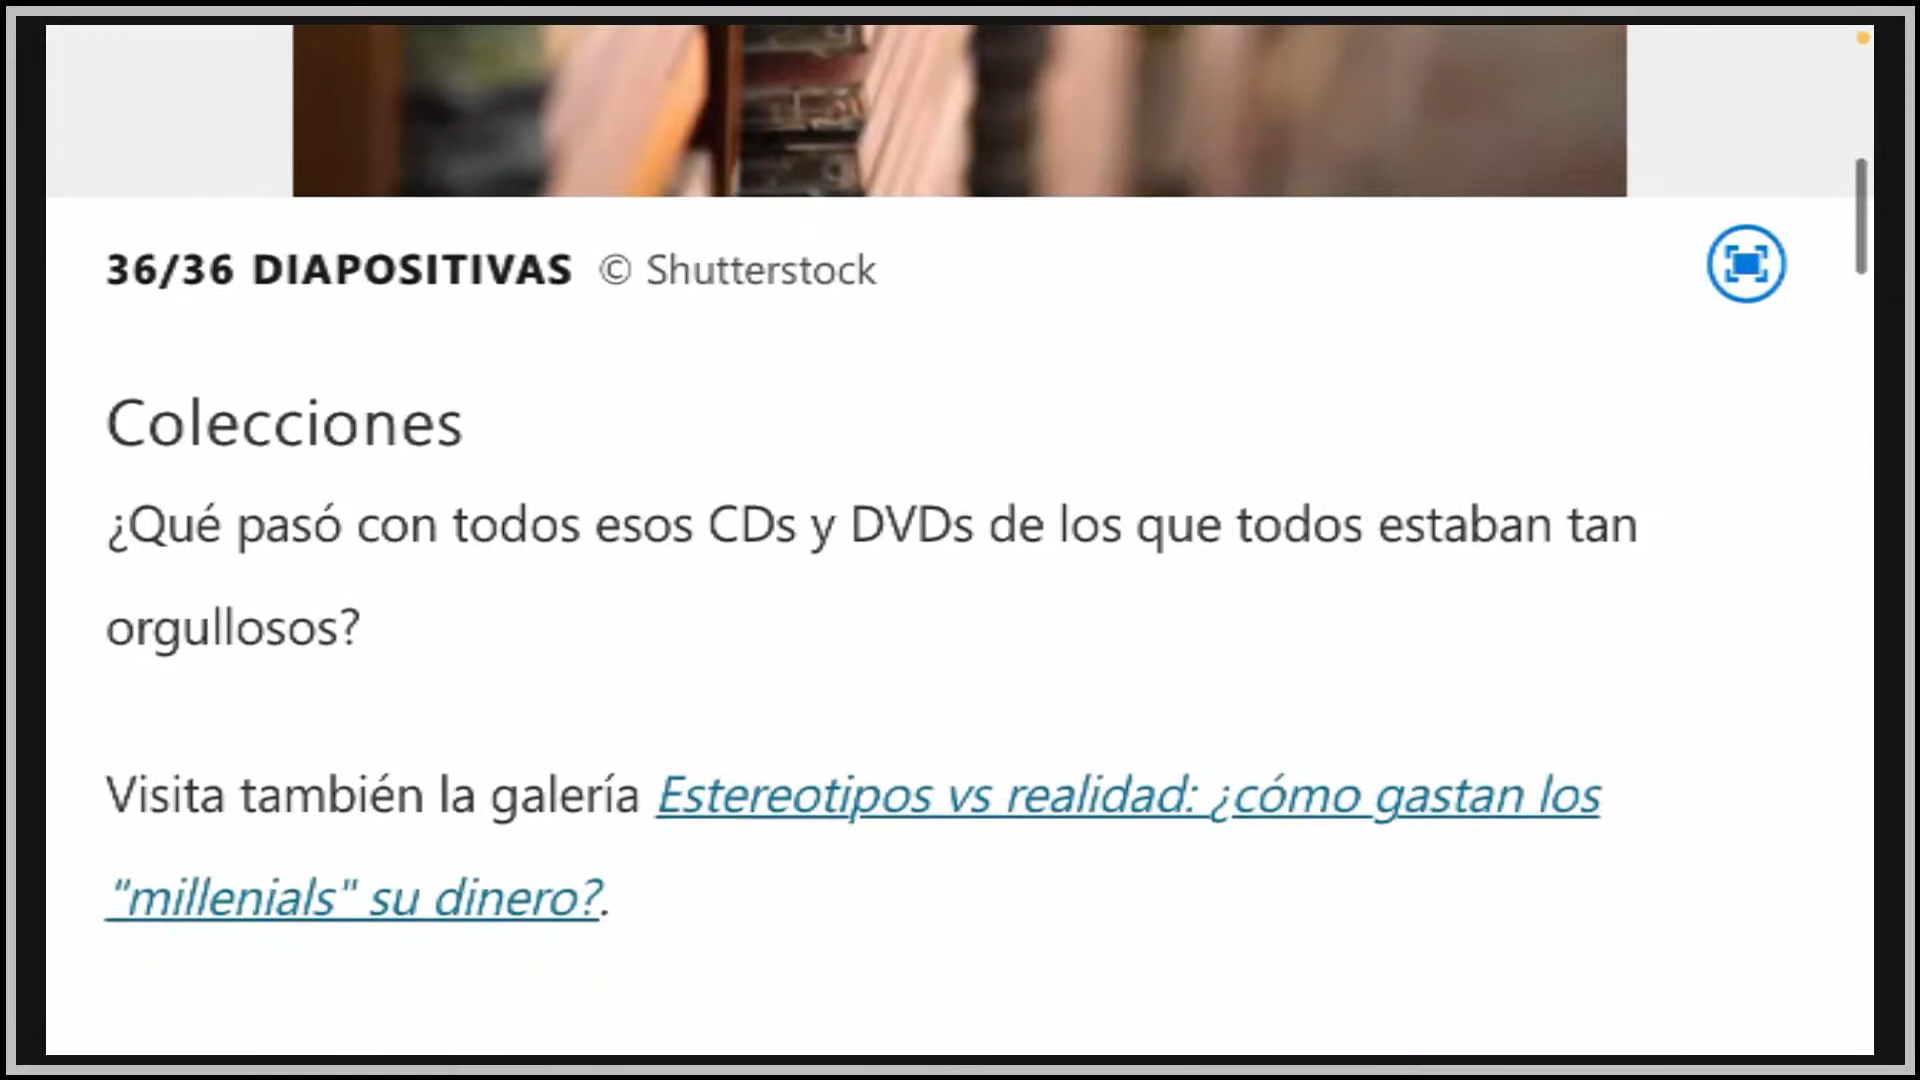 36/36 DIAPOSITIVAS © Shutterstock
Colecciones
¿Qué pasó con todos esos CDs y DVDs de los que todos estaban tan
orgullosos?
Visita también la galería Estereotipos vs realidad: ¿cómo gastan los
"millenials" su dinero?.